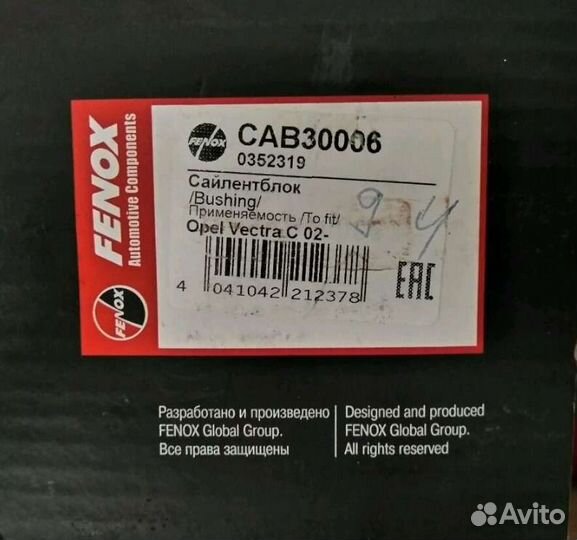 FENOX
Automotive Components
FENOX
FENOX
CAB30006
0352319
Сайлентблок
/Bushing/
Применяемость /To fit/
Opel Vectra C 02-
4 041042 212378
EAC
Разработано и произведено
FENOX Global Group.
Все права защищены
Designed and produced
FENOX Global Group.
All rights reserved
Avito